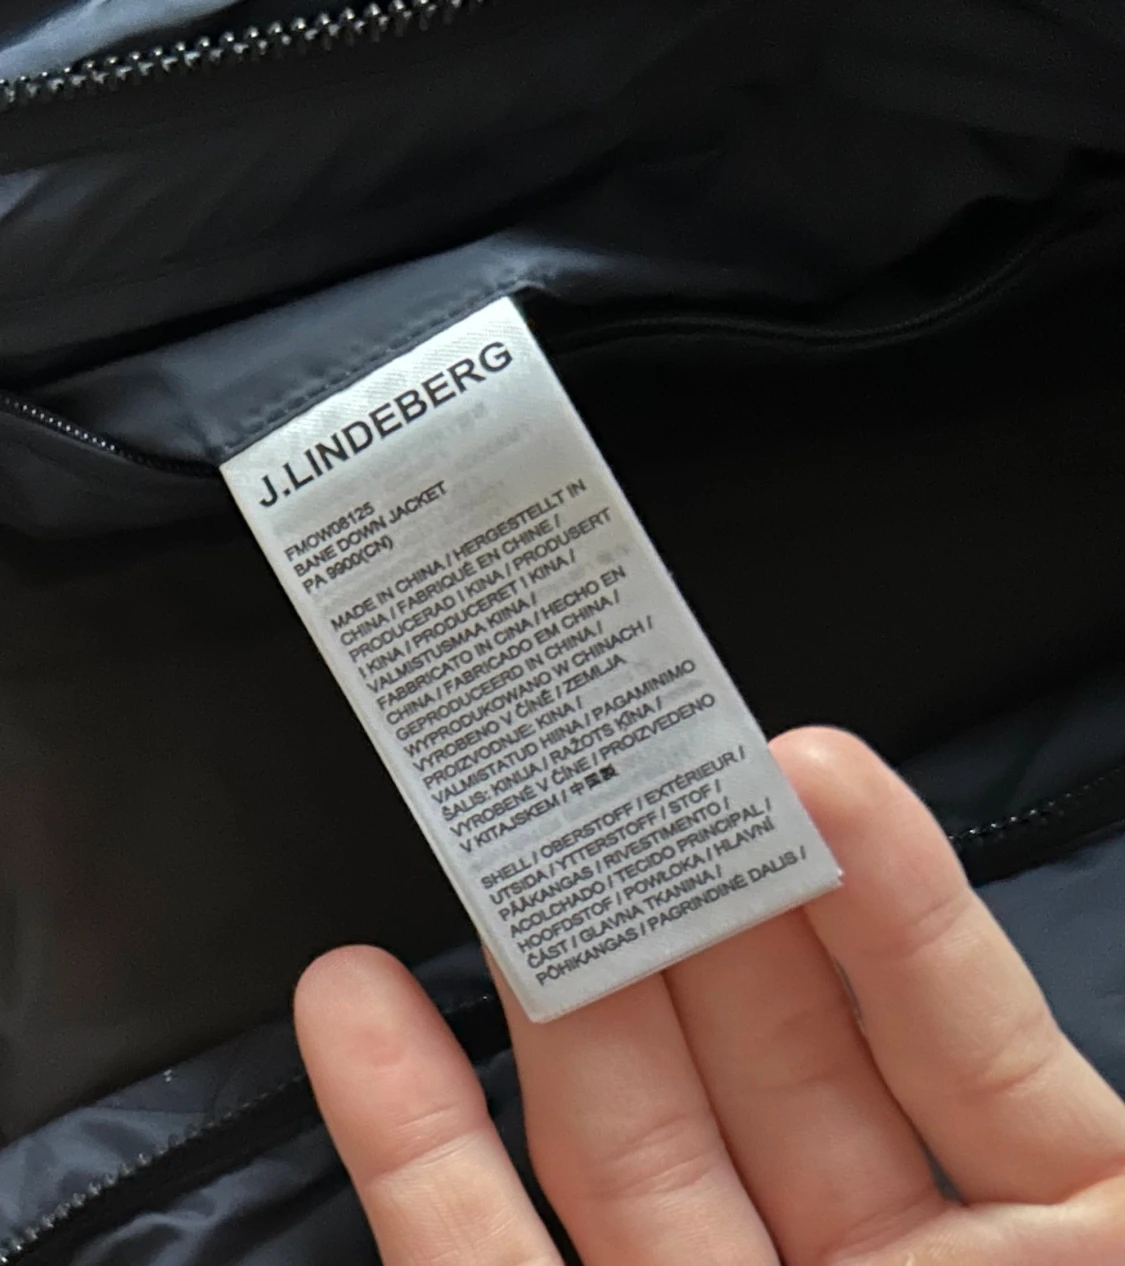 J.LINDEBERG
FMOW08125
BANE DOWN JACKET
PA 9900(CN)
MADE IN CHINA / HERGESTELLT IN
CHINA / FABRIQUÉ EN CHINE /
PRODUCERAD I KINA / PRODUSERT
I KINA / PRODUCERET I KINA /
VALMISTUSMAA KIINA /
FABBRICATO IN CINA / HECHO EN
CHINA / FABRICADO EM CHINA /
GEPRODUCEERD IN CHINA /
WYPRODUKOWANO W CHINACH /
VYROBENO V ČÍNĚ / ZEMLJA
PROIZVODNJE: KINA /
VALMISTATUD HIINA / PAGAMINIMO
ŠALIS: KINIJA / RAŽOTS ĶĪNA /
VYROBENÉ V ČÍNE / PROIZVEDENO
V KITAJSKEM / 中国製
SHELL / OBERSTOFF / EXTÉRIEUR /
UTSIDA / YTTERSTOFF / STOF /
PÄÄKANGAS / RIVESTIMENTO /
ACOLCHADO / TECIDO PRINCIPAL /
HOOFDSTOF / POWŁOKA / HLAVNÍ
ČÁST / GLAVNA TKANINA /
PÕHIKANGAS / PAGRINDINĖ DALIS /